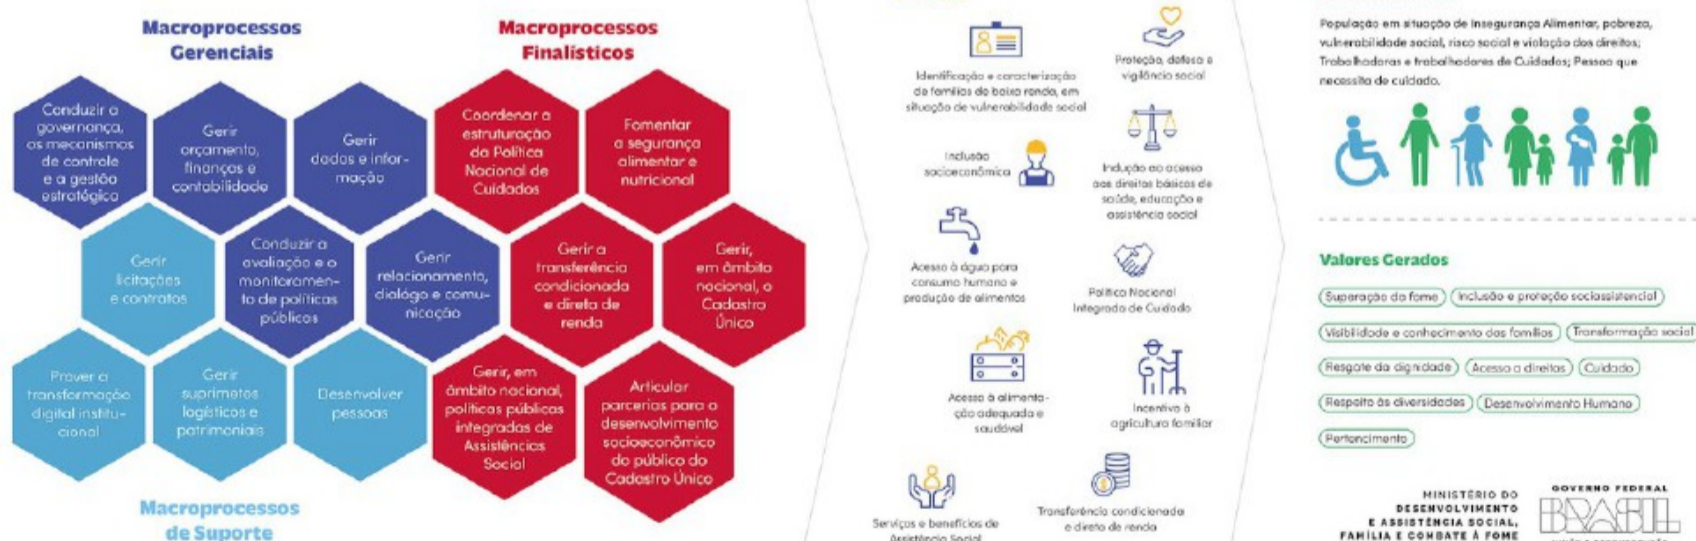 Macroprocessos
Gerenciais
Conduzir a
governança,
os mecanismos
de controle
e a gestão
estratégica
Gerir
orçamento,
finanças e
contabilidade
Gerir
dados e infor-
mação
Gerir
licitações
e contratos
Conduzir a
avaliação e o
monitoramen-
to de políticas
públicas
Gerir
relacionamento,
diálogo e comu-
nicação
Prover a
transformação
digital institu-
cional
Gerir
suprimetos
logísticos e
patrimoniais
Desenvolver
pessoas
Macroprocessos
de Suporte
Macroprocessos
Finalísticos
Coordenar a
estruturação
da Política
Nacional de
Cuidados
Fomentar
a segurança
alimentar e
nutricional
Gerir a
transferência
condicionada
e direta de
renda
Gerir,
em âmbito
nacional, o
Cadastro
Único
Gerir, em
âmbito nacional,
políticas públicas
integradas de
Assistências
Social
Articular
parcerias para o
desenvolvimento
socioeconômico
do público do
Cadastro Único
Identificação e caracterização
de famílias de baixa renda, em
situação de vulnerabilidade social
Inclusão
socioeconômica
Acesso à água para
consumo humano e
produção de alimentos
Acesso à alimenta-
ção adequada e
saudável
Serviços e benefícios de
Assistência Social
Proteção, defesa e
vigilância social
Indução ao acesso
aos direitos básicos de
saúde, educação e
assistência social
Política Nacional
Integrada de Cuidado
Incentivo à
agricultura familiar
Transferência condicionada
e direta de renda
População em situação de Insegurança Alimentar, pobreza,
vulnerabilidade social, risco social e violação dos direitos;
Trabalhadoras e trabalhadores de Cuidados; Pessoa que
necessita de cuidado.
Valores Gerados
Superação da fome
Inclusão e proteção socioassistencial
Visibilidade e conhecimento das famílias
Transformação social
Resgate da dignidade
Acesso a direitos
Cuidado
Respeito às diversidades
Desenvolvimento Humano
Pertencimento
MINISTÉRIO DO
DESENVOLVIMENTO
E ASSISTÊNCIA SOCIAL,
FAMÍLIA E COMBATE À FOME
GOVERNO FEDERAL
BRASIL